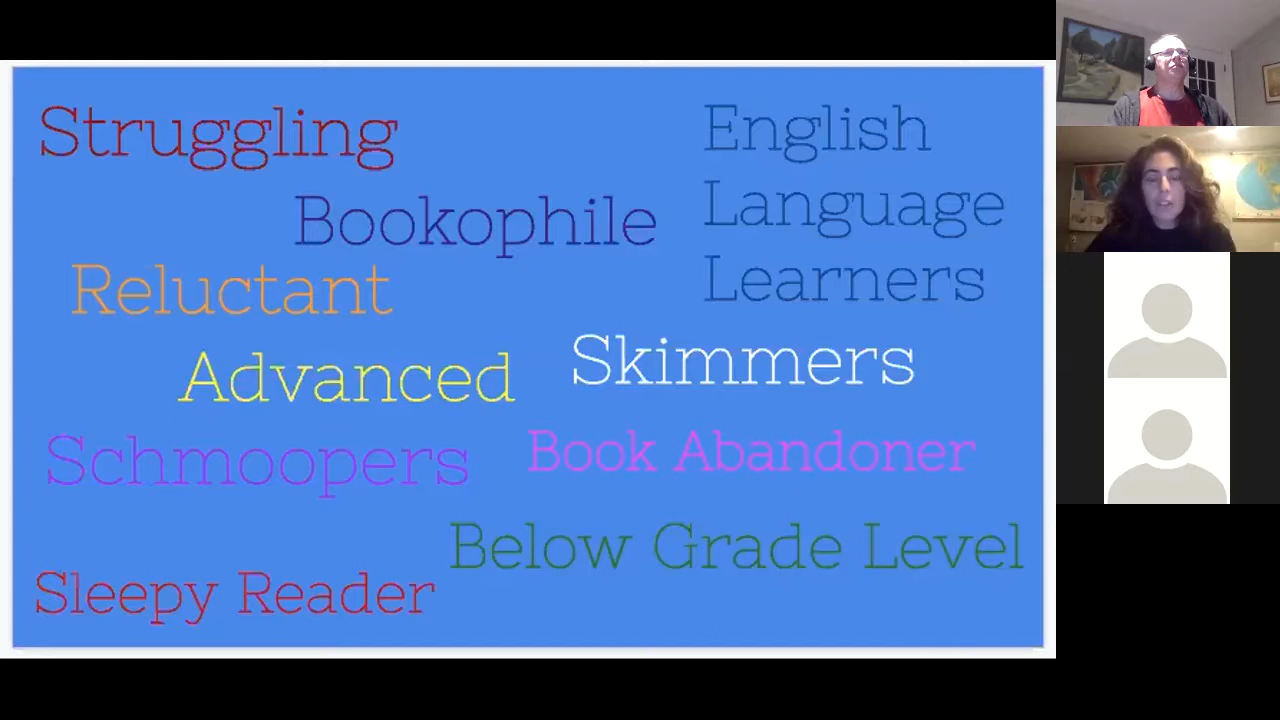 Struggling
Bookophile
Reluctant
Advanced
Schmoopers
Sleepy Reader
English
Language
Learners
Skimmers
Book Abandoner
Below Grade Level